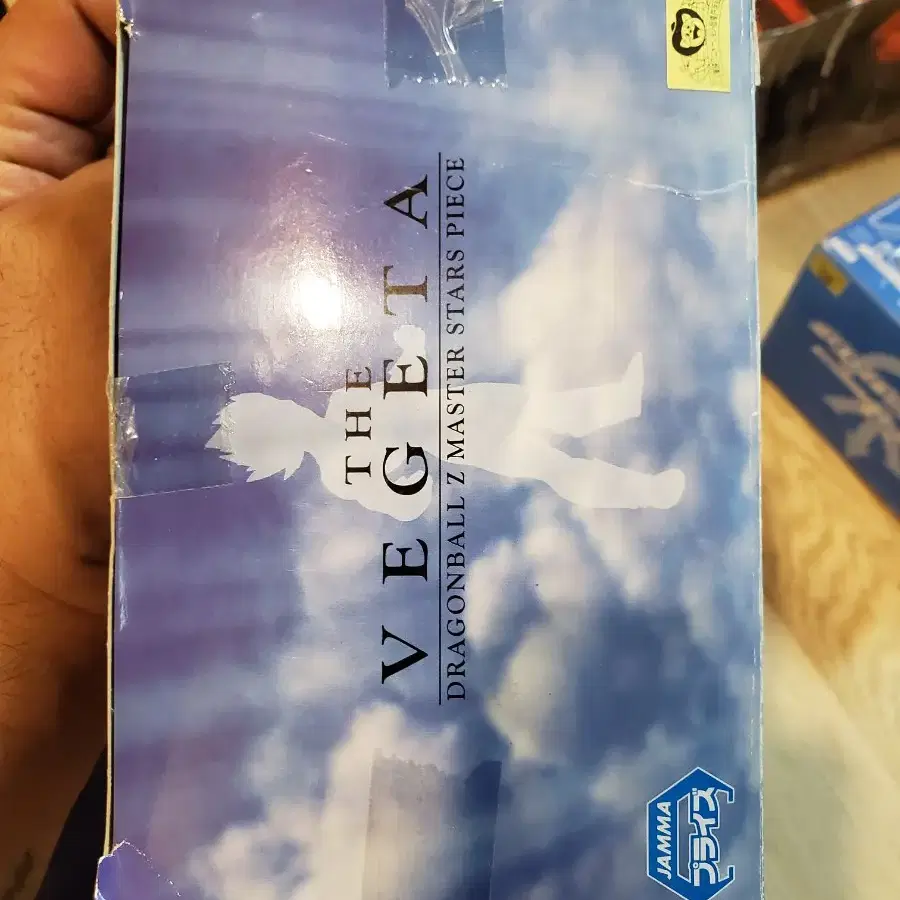 THE
VEGETA
DRAGONBALL Z MASTER STARS PIECE
JAMMA
プライズ